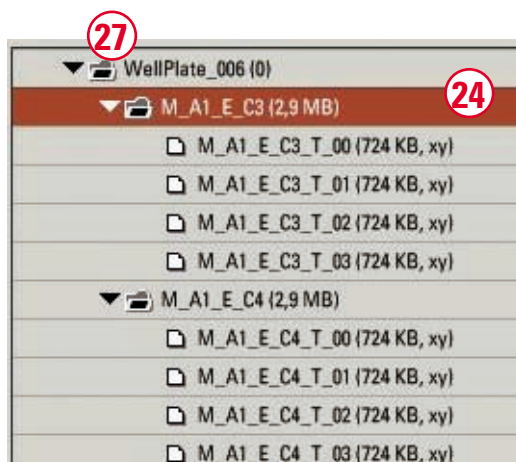 27
WellPlate_006 (0)
M_A1_E_C3 (2,9 MB)
24
M_A1_E_C3_T_00 (724 KB, xy)
M_A1_E_C3_T_01 (724 KB, xy)
M_A1_E_C3_T_02 (724 KB, xy)
M_A1_E_C3_T_03 (724 KB, xy)
M_A1_E_C4 (2,9 MB)
M_A1_E_C4_T_00 (724 KB, xy)
M_A1_E_C4_T_01 (724 KB, xy)
M_A1_E_C4_T_02 (724 KB, xy)
M_A1_E_C4_T_03 (724 KB, xy)